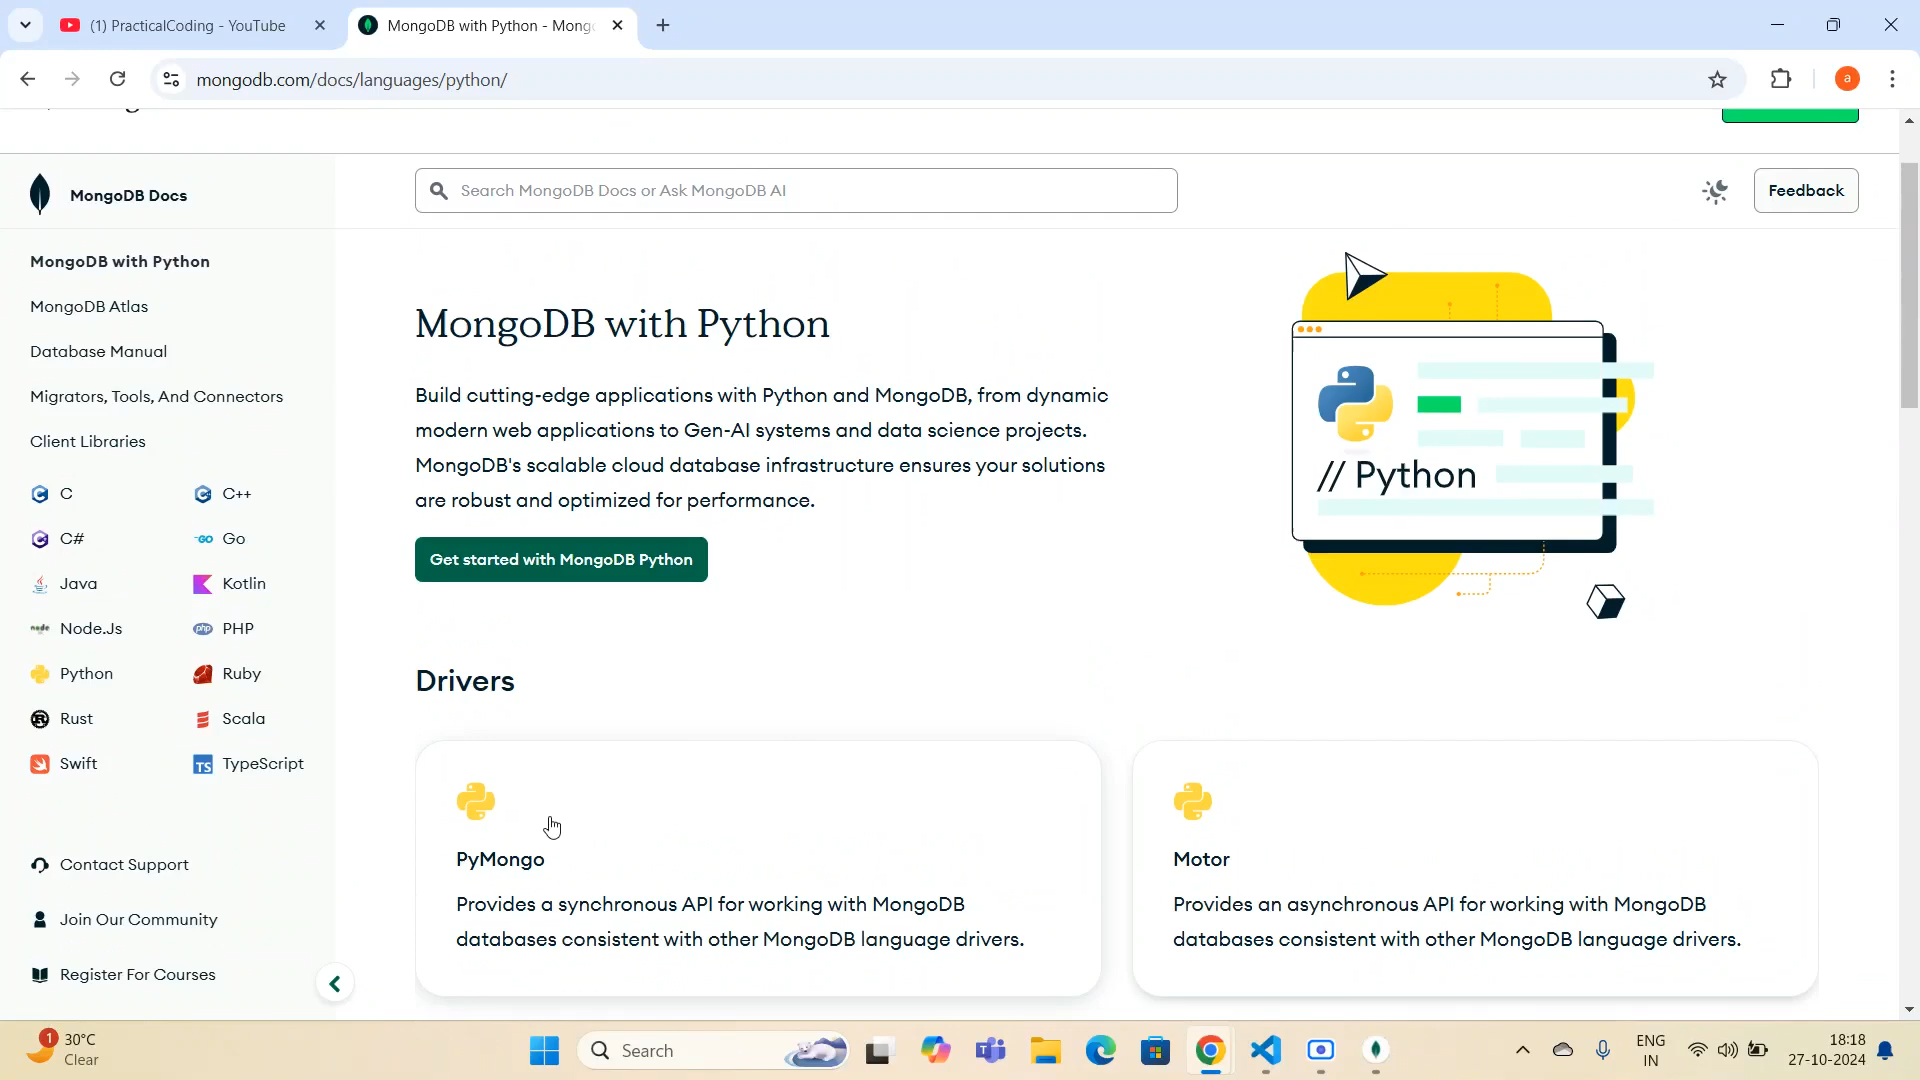 (1) PracticalCoding - YouTube
MongoDB with Python - Mong
mongodb.com/docs/languages/python/
a
MongoDB Docs
Search MongoDB Docs or Ask MongoDB AI
Feedback
MongoDB with Python
MongoDB Atlas
Database Manual
Migrators, Tools, And Connectors
Client Libraries
C
C++
C#
Go
Java
Kotlin
Node.Js
PHP
Python
Ruby
Rust
Scala
Swift
TypeScript
Contact Support
Join Our Community
Register For Courses
MongoDB with Python
Build cutting-edge applications with Python and MongoDB, from dynamic
modern web applications to Gen-AI systems and data science projects.
MongoDB's scalable cloud database infrastructure ensures your solutions
are robust and optimized for performance.
Get started with MongoDB Python
// Python
Drivers
PyMongo
Provides a synchronous API for working with MongoDB
databases consistent with other MongoDB language drivers.
Motor
Provides an asynchronous API for working with MongoDB
databases consistent with other MongoDB language drivers.
1
30°C
Clear
Search
ENG
IN
18:18
27-10-2024